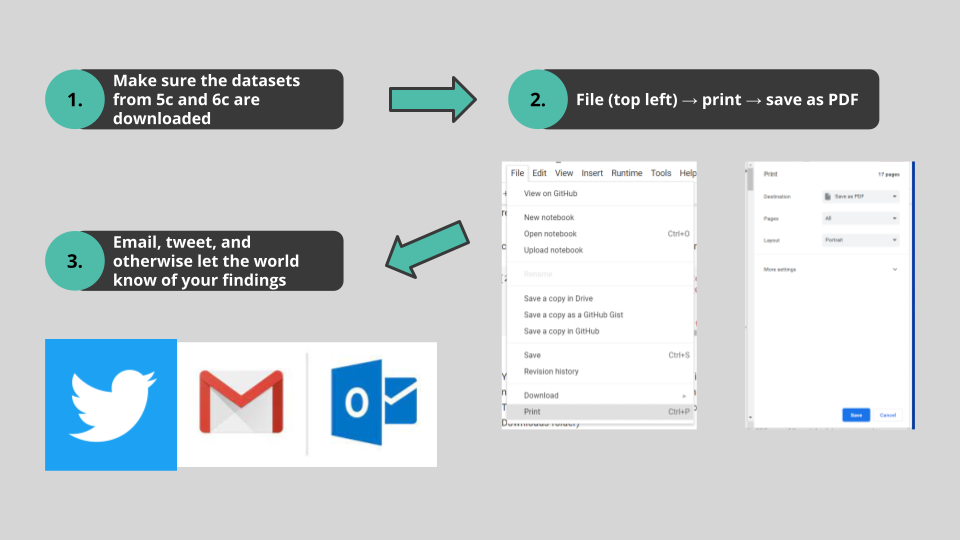 1.
Make sure the datasets
from 5c and 6c are
downloaded
2.
File (top left) → print → save as PDF
3.
Email, tweet, and
otherwise let the world
know of your findings
File Edit View Insert Runtime Tools Help
View on GitHub
New notebook
Open notebook Ctrl+O
Upload notebook
Rename
Save a copy in Drive
Save a copy as a GitHub Gist
Save a copy in GitHub
Save Ctrl+S
Revision history
Download
Print Ctrl+P
Downloads folder)
Print 17 pages
Destination Save as PDF
Pages All
Layout Portrait
More settings
Save Cancel